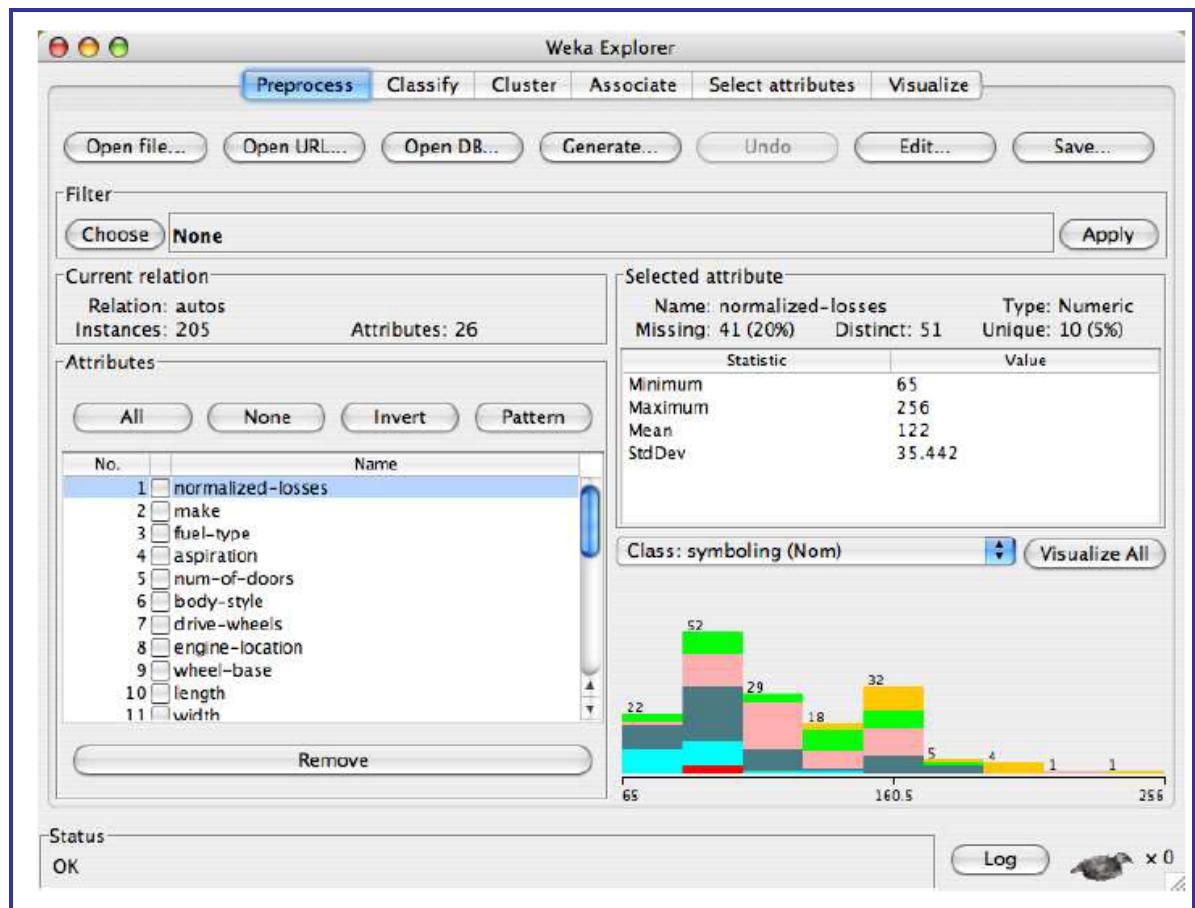 Weka Explorer
Preprocess Classify Cluster Associate Select attributes Visualize
Open file... Open URL... Open DB... Generate... Undo Edit... Save...
Filter
Choose None Apply
Current relation
Relation: autos
Instances: 205 Attributes: 26
Attributes
All None Invert Pattern
No. Name
1 normalized-losses
2 make
3 fuel-type
4 aspiration
5 num-of-doors
6 body-style
7 drive-wheels
8 engine-location
9 wheel-base
10 length
11 width
Remove
Selected attribute
Name: normalized-losses Type: Numeric
Missing: 41 (20%) Distinct: 51 Unique: 10 (5%)
Statistic Value
Minimum 65
Maximum 256
Mean 122
StdDev 35.442
Class: symboling (Nom) Visualize All
22 52 29 18 32 5 4 1 1
65 160.5 256
Status
OK
Log x 0